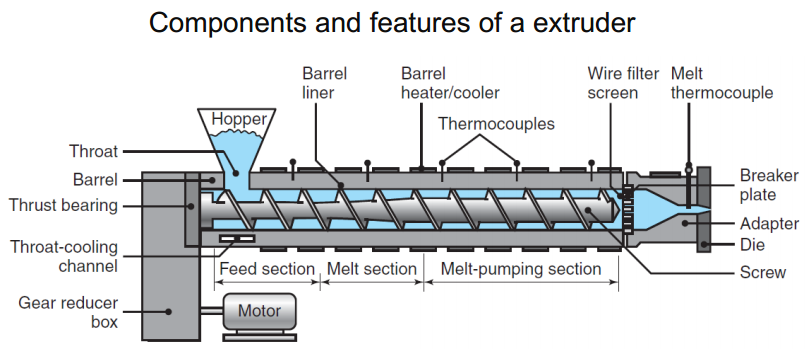 Components and features of a extruder
Barrel
liner
Barrel
heater/cooler
Wire filter
screen
Melt
thermocouple
Hopper
Thermocouples
Throat
Barrel
Thrust bearing
Throat-cooling
channel
Gear reducer
box
Breaker
plate
Adapter
Die
Screw
Feed section
Melt section
Melt-pumping section
Motor